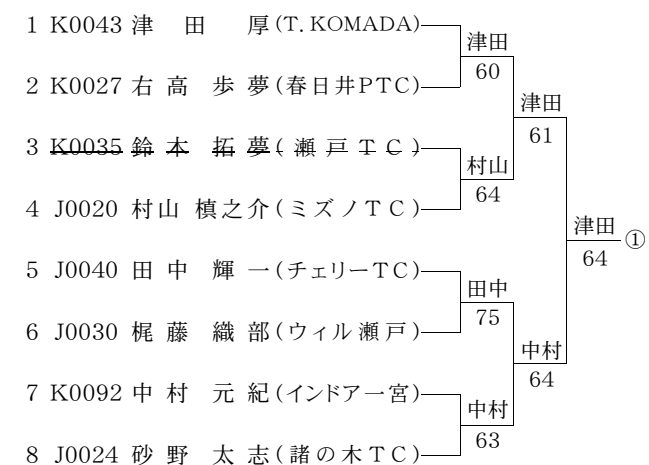 1 K0043 津 田 厚(T.KOMADA)
津田
60
2 K0027 右 高 歩 夢(春日井PTC)
津田
61
3 K0035 鈴 木 拓 夢(瀬戸TC)
村山
64
4 J0020 村山 槙之介(ミズノTC)
津田
64
①
5 J0040 田 中 輝 一(チェリーTC)
田中
75
6 J0030 梶 藤 織 部(ウィル瀬戸)
中村
64
7 K0092 中 村 元 紀(インドア一宮)
中村
63
8 J0024 砂 野 太 志(諸の木TC)